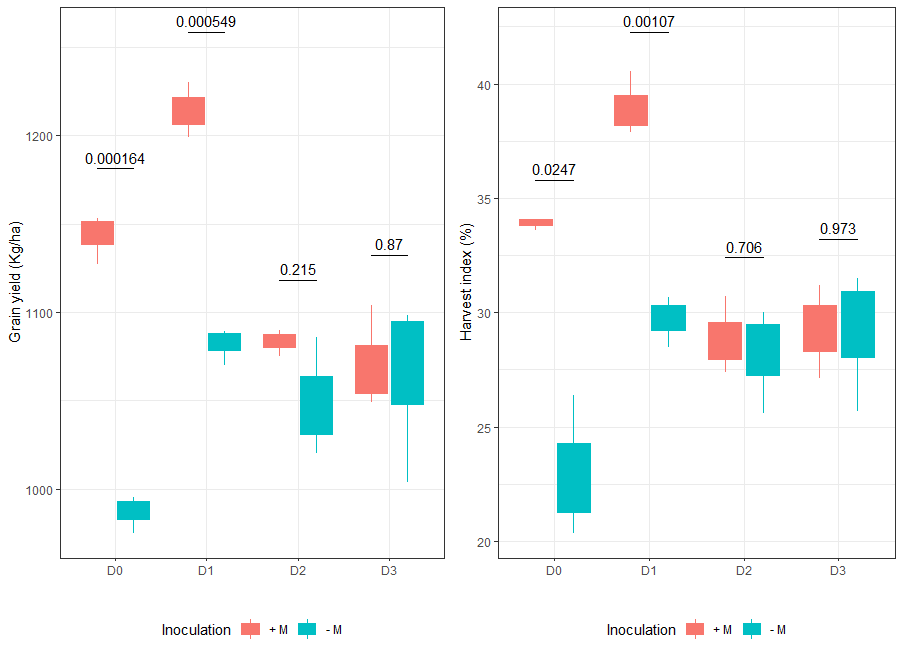 0.000549
0.000164
0.87
0.215
Grain yield (Kg/ha)
1200
1100
1000
D0 D1 D2 D3
Inoculation + M - M
0.00107
0.0247
0.973
0.706
Harvest index (%)
40
35
30
25
20
D0 D1 D2 D3
Inoculation + M - M